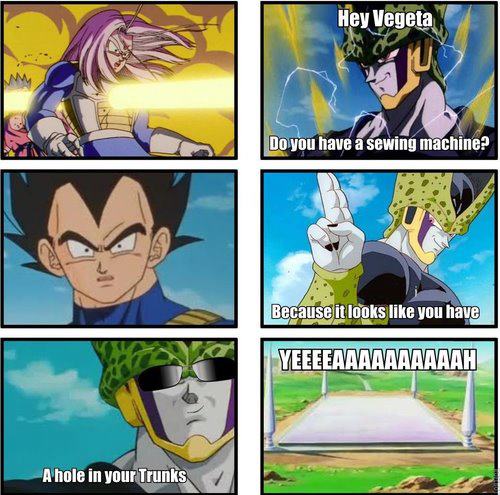 Hey Vegeta
Do you have a sewing machine?
Because it looks like you have
A hole in your Trunks
YEEEEAAAAAAAAAAH